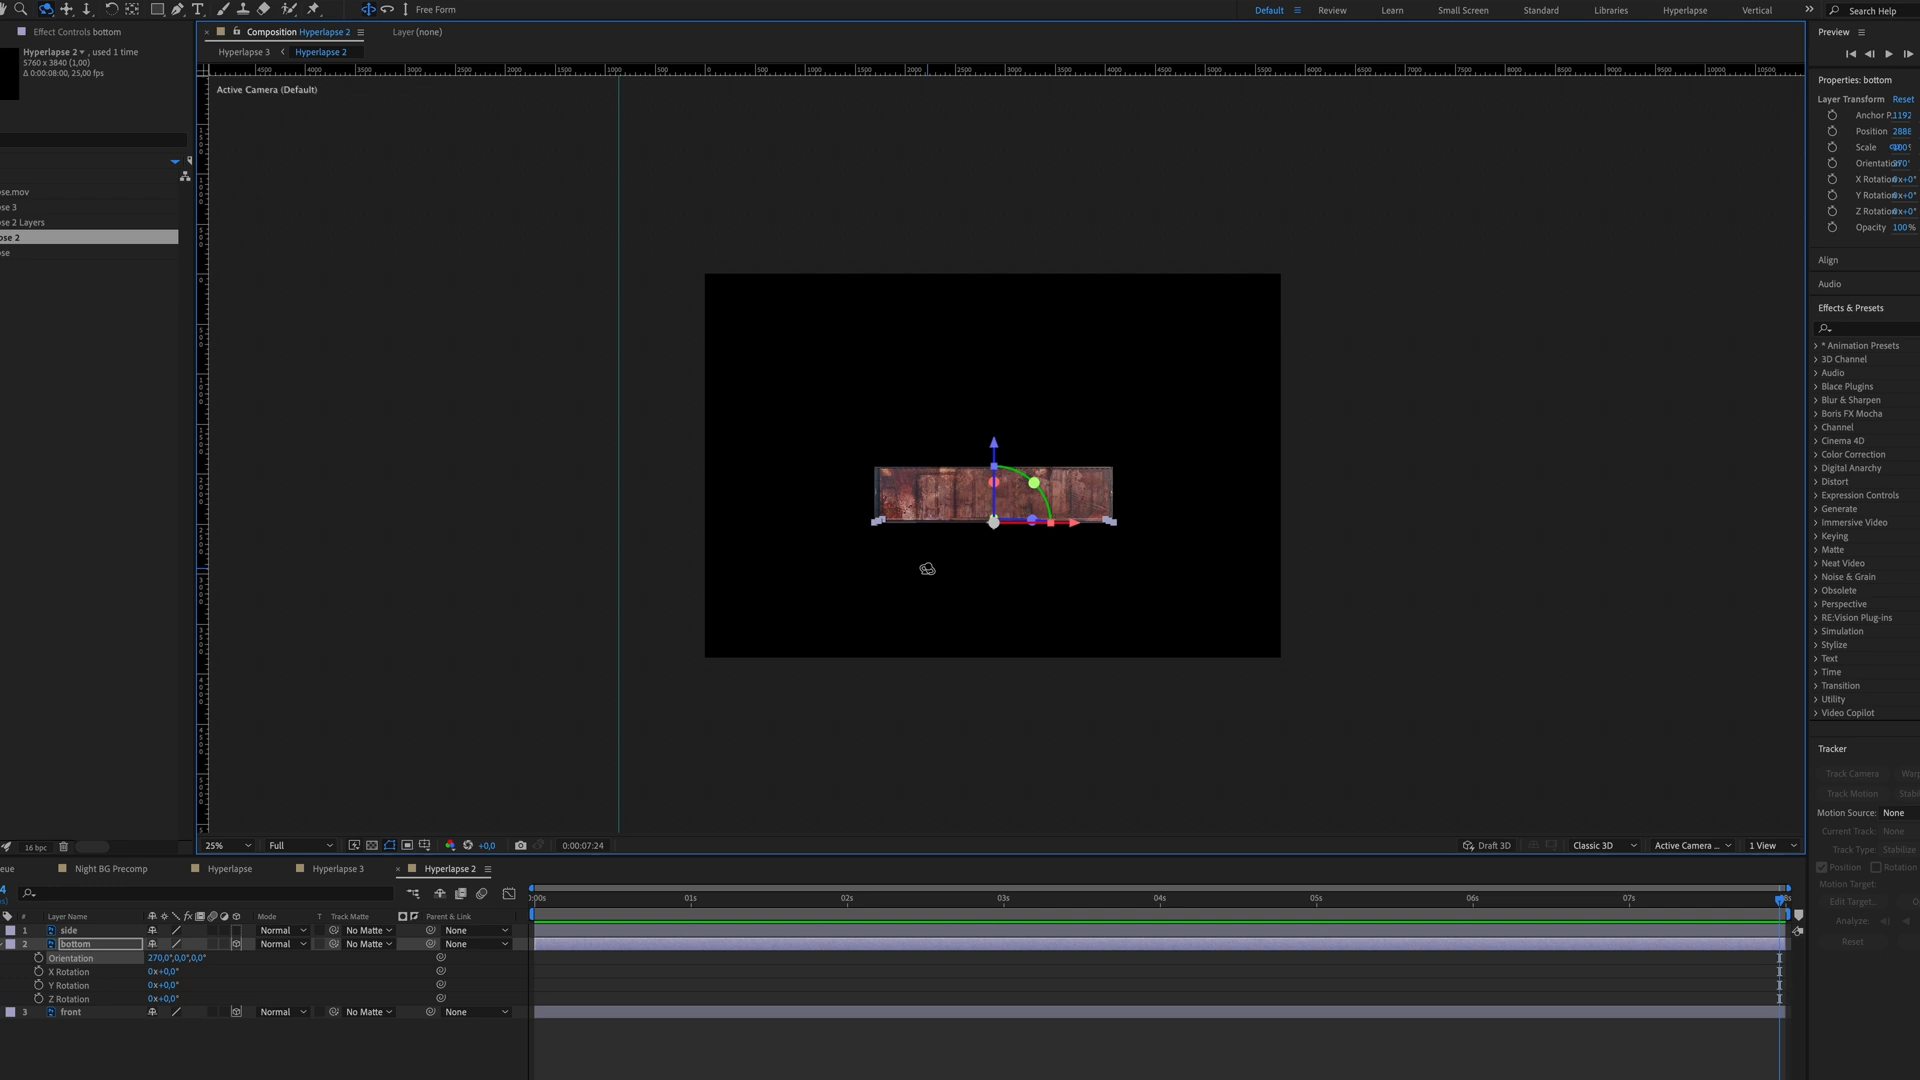 Free Form
Default
Review
Learn
Small Screen
Standard
Libraries
Hyperlapse
Vertical
Search Help
Effect Controls bottom
Composition Hyperlapse 2
Layer (none)
Preview
Hyperlapse 2, used 1 time
5760 x 3840 (1,00)
Δ 0:00:08:00, 25,00 fps
Hyperlapse 3
Hyperlapse 2
Active Camera (Default)
Properties: bottom
Layer Transform Reset
Anchor P. 1192
Position 2888
Scale
Orientation
X Rotation 0x+0°
Y Rotation 0x+0°
Z Rotation 0x+0°
Opacity 100%
se.mov
se 3
se 2 Layers
ose 2
se
Align
Audio
Effects & Presets
* Animation Presets
3D Channel
Audio
Blace Plugins
Blur & Sharpen
Boris FX Mocha
Channel
Cinema 4D
Color Correction
Digital Anarchy
Distort
Expression Controls
Generate
Immersive Video
Keying
Matte
Neat Video
Noise & Grain
Obsolete
Perspective
RE:Vision Plug-ins
Simulation
Stylize
Text
Time
Transition
Utility
Video Copilot
Tracker
Track Camera Warp
Track Motion Stabi
Motion Source: None
Current Track: None
Track Type: Stabilize
Position Rotation
Motion Target:
Edit Target...
Analyze:
Reset
16 bpc
25%
Full
+0,0
0:00:07:24
Draft 3D
Classic 3D
Active Camera ...
1 View
eue
Night BG Precomp
Hyperlapse
Hyperlapse 3
Hyperlapse 2
:00s 01s 02s 03s 04s 05s 06s 07s
# Layer Name Mode T Track Matte Parent & Link
1 side Normal No Matte None
2 bottom Normal No Matte None
Orientation 270,0°,0,0°,0,0°
X Rotation 0x+0,0°
Y Rotation 0x+0,0°
Z Rotation 0x+0,0°
3 front Normal No Matte None